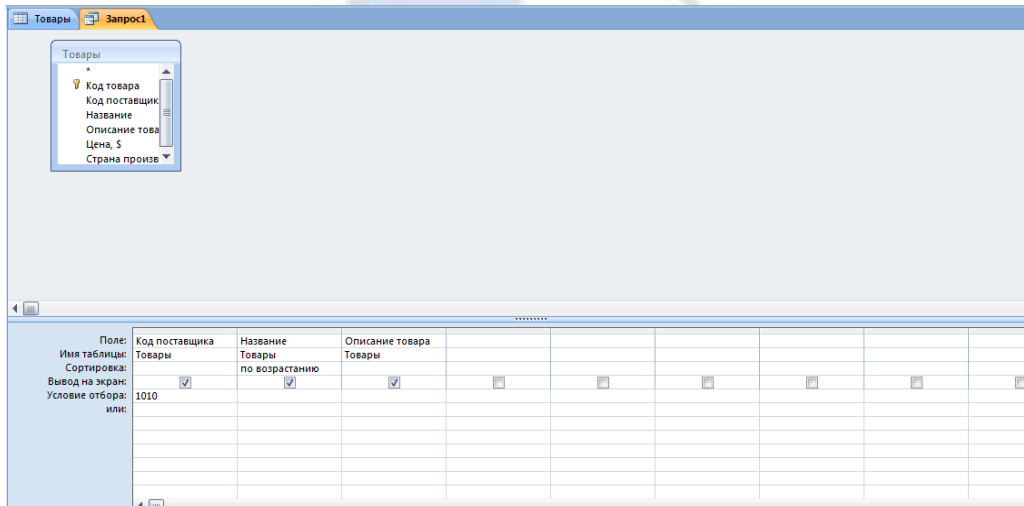 Товары Запрос1
Товары
*
Код товара
Код поставщик
Название
Описание това
Цена, $
Страна произв
Поле: Код поставщика Название Описание товара
Имя таблицы: Товары Товары Товары
Сортировка: по возрастанию
Вывод на экран:
Условие отбора: 1010
или: